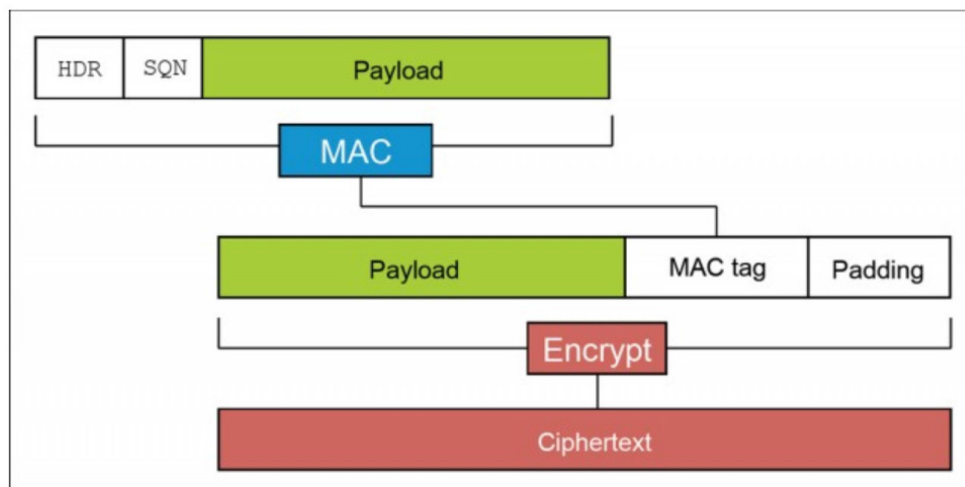 HDR SQN Payload
MAC
Payload MAC tag Padding
Encrypt
Ciphertext